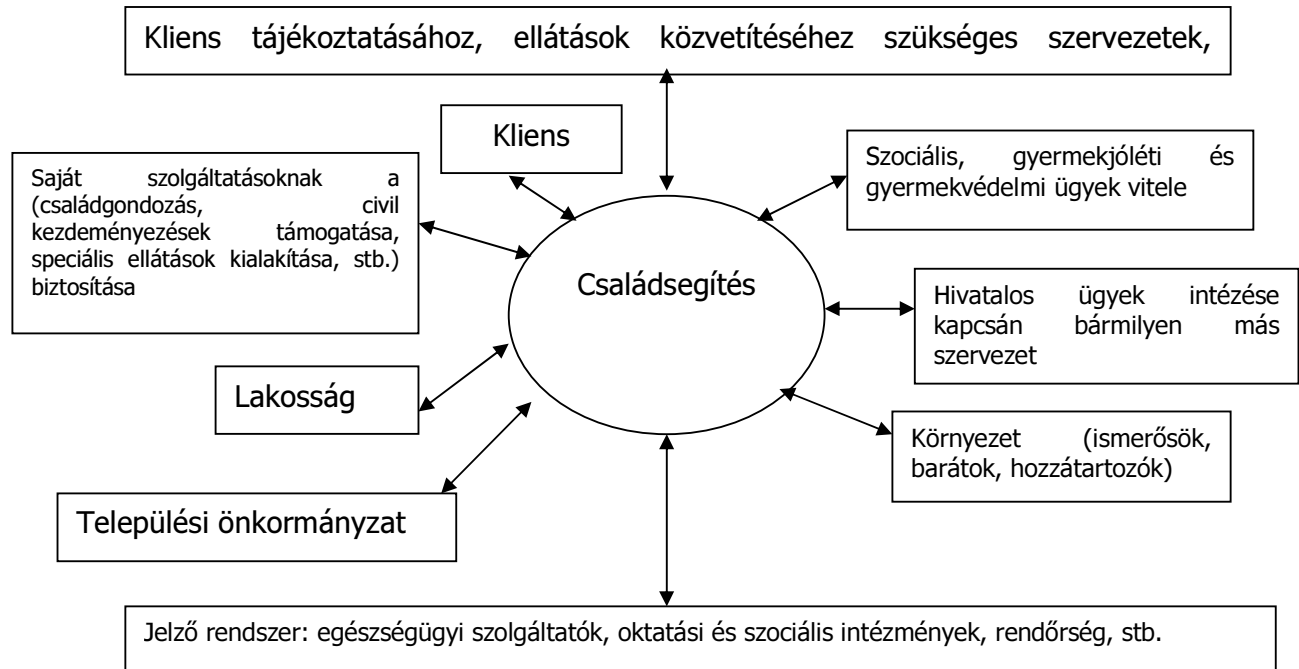 Kliens tájékoztatásához, ellátások közvetítéséhez szükséges szervezetek,
Kliens
Szociális, gyermekjóléti és
gyermekvédelmi ügyek vitele
Saját szolgáltatásoknak a
(családgondozás, civil
kezdeményezések támogatása,
speciális ellátások kialakítása, stb.)
biztosítása
Családsegítés
Hivatalos ügyek intézése
kapcsán bármilyen más
szervezet
Lakosság
Környezet (ismerősök,
barátok, hozzátartozók)
Települési önkormányzat
Jelző rendszer: egészségügyi szolgáltatók, oktatási és szociális intézmények, rendőrség, stb.